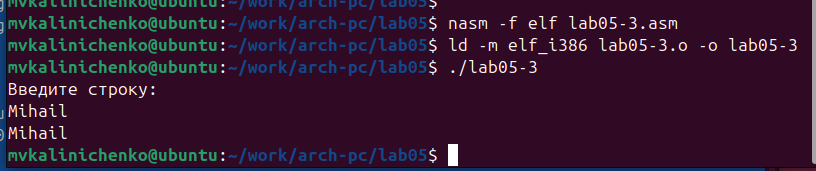 mvkalinichenko@ubuntu:~/work/arch-pc/lab05$ nasm -f elf lab05-3.asm
mvkalinichenko@ubuntu:~/work/arch-pc/lab05$ ld -m elf_i386 lab05-3.o -o lab05-3
mvkalinichenko@ubuntu:~/work/arch-pc/lab05$ ./lab05-3
Введите строку:
Mihail
Mihail
mvkalinichenko@ubuntu:~/work/arch-pc/lab05$